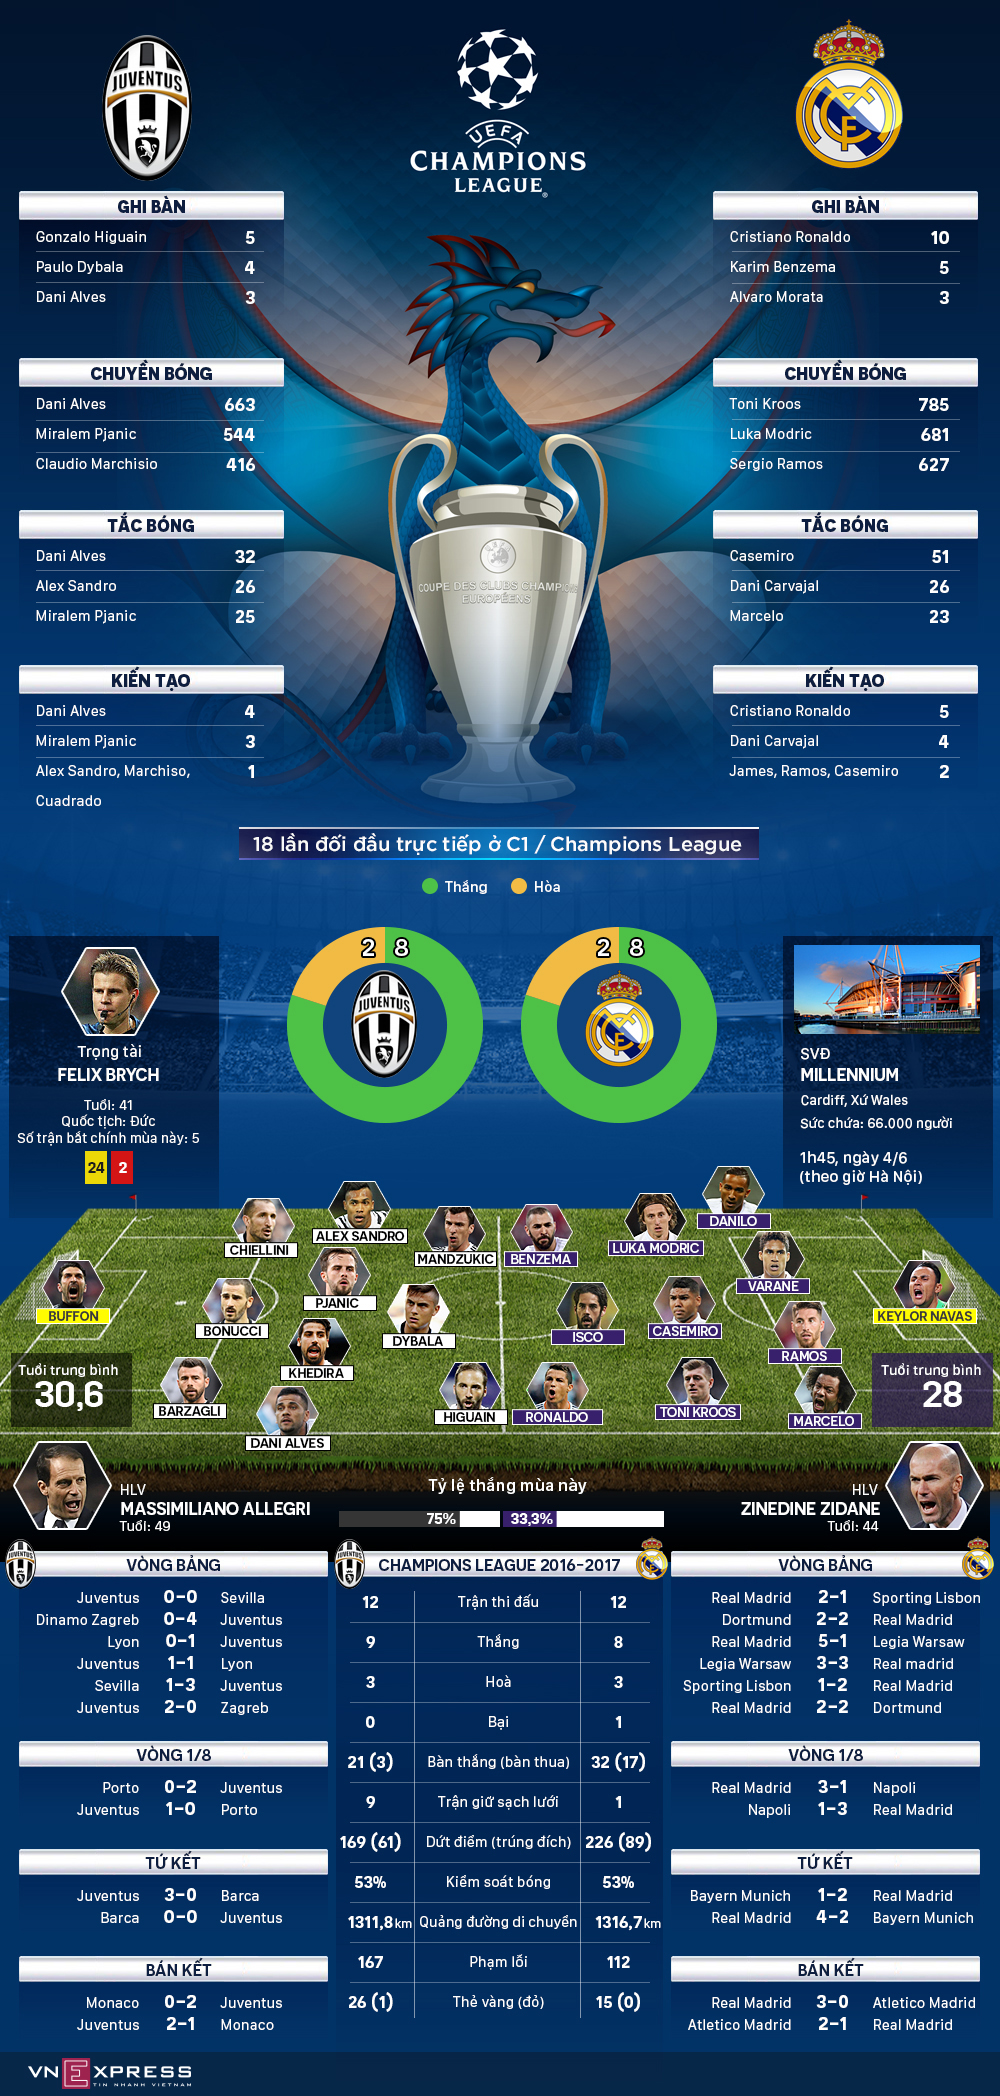 JUVENTUS
UEFA
CHAMPIONS
LEAGUE®
GHI BÀN
Gonzalo Higuain 5
Paulo Dybala 4
Dani Alves 3
GHI BÀN
Cristiano Ronaldo 10
Karim Benzema 5
Alvaro Morata 3
CHUYỀN BÓNG
Dani Alves 663
Miralem Pjanic 544
Claudio Marchisio 416
CHUYỀN BÓNG
Toni Kroos 785
Luka Modric 681
Sergio Ramos 627
TẮC BÓNG
Dani Alves 32
Alex Sandro 26
Miralem Pjanic 25
TẮC BÓNG
Casemiro 51
Dani Carvajal 26
Marcelo 23
COUPE DES CLUBS CHAMPIONS
EUROPÉENS
KIẾN TẠO
Dani Alves 4
Miralem Pjanic 3
Alex Sandro, Marchiso, 1
Cuadrado
KIẾN TẠO
Cristiano Ronaldo 5
Dani Carvajal 4
James, Ramos, Casemiro 2
18 lần đối đầu trực tiếp ở C1 / Champions League
Thắng Hòa
2 8
JUVENTUS
2 8
Trọng tài
FELIX BRYCH
Tuổi: 41
Quốc tịch: Đức
Số trận bắt chính mùa này: 5
24 2
SVĐ
MILLENNIUM
Cardiff, Xứ Wales
Sức chứa: 66.000 người
1h45, ngày 4/6
(theo giờ Hà Nội)
CHIELLINI
ALEX SANDRO
MANDZUKIC
BENZEMA
LUKA MODRIC
DANILO
BUFFON
BONUCCI
PJANIC
DYBALA
ISCO
CASEMIRO
VARANE
KEYLOR NAVAS
KHEDIRA
RAMOS
BARZAGLI
DANI ALVES
HIGUAIN
RONALDO
TONI KROOS
MARCELO
Tuổi trung bình
30,6
Tuổi trung bình
28
HLV
MASSIMILIANO ALLEGRI
Tuổi: 49
Tỷ lệ thắng mùa này
75% 33,3%
HLV
ZINEDINE ZIDANE
Tuổi: 44
JUVENTUS
VÒNG BẢNG
Juventus 0-0 Sevilla
Dinamo Zagreb 0-4 Juventus
Lyon 0-1 Juventus
Juventus 1-1 Lyon
Sevilla 1-3 Juventus
Juventus 2-0 Zagreb
VÒNG 1/8
Porto 0-2 Juventus
Juventus 1-0 Porto
TỨ KẾT
Juventus 3-0 Barca
Barca 0-0 Juventus
BÁN KẾT
Monaco 0-2 Juventus
Juventus 2-1 Monaco
JUVENTUS
CHAMPIONS LEAGUE 2016-2017
12 Trận thi đấu 12
9 Thắng 8
3 Hoà 3
0 Bại 1
21 (3) Bàn thắng (bàn thua) 32 (17)
9 Trận giữ sạch lưới 1
169 (61) Dứt điểm (trúng đích) 226 (89)
53% Kiểm soát bóng 53%
1311,8km Quảng đường di chuyển 1316,7km
167 Phạm lỗi 112
26 (1) Thẻ vàng (đỏ) 15 (0)
VÒNG BẢNG
Real Madrid 2-1 Sporting Lisbon
Dortmund 2-2 Real Madrid
Real Madrid 5-1 Legia Warsaw
Legia Warsaw 3-3 Real madrid
Sporting Lisbon 1-2 Real Madrid
Real Madrid 2-2 Dortmund
VÒNG 1/8
Real Madrid 3-1 Napoli
Napoli 1-3 Real Madrid
TỨ KẾT
Bayern Munich 1-2 Real Madrid
Real Madrid 4-2 Bayern Munich
BÁN KẾT
Real Madrid 3-0 Atletico Madrid
Atletico Madrid 2-1 Real Madrid
VNEXPRESS
TIN NHANH VIETNAM